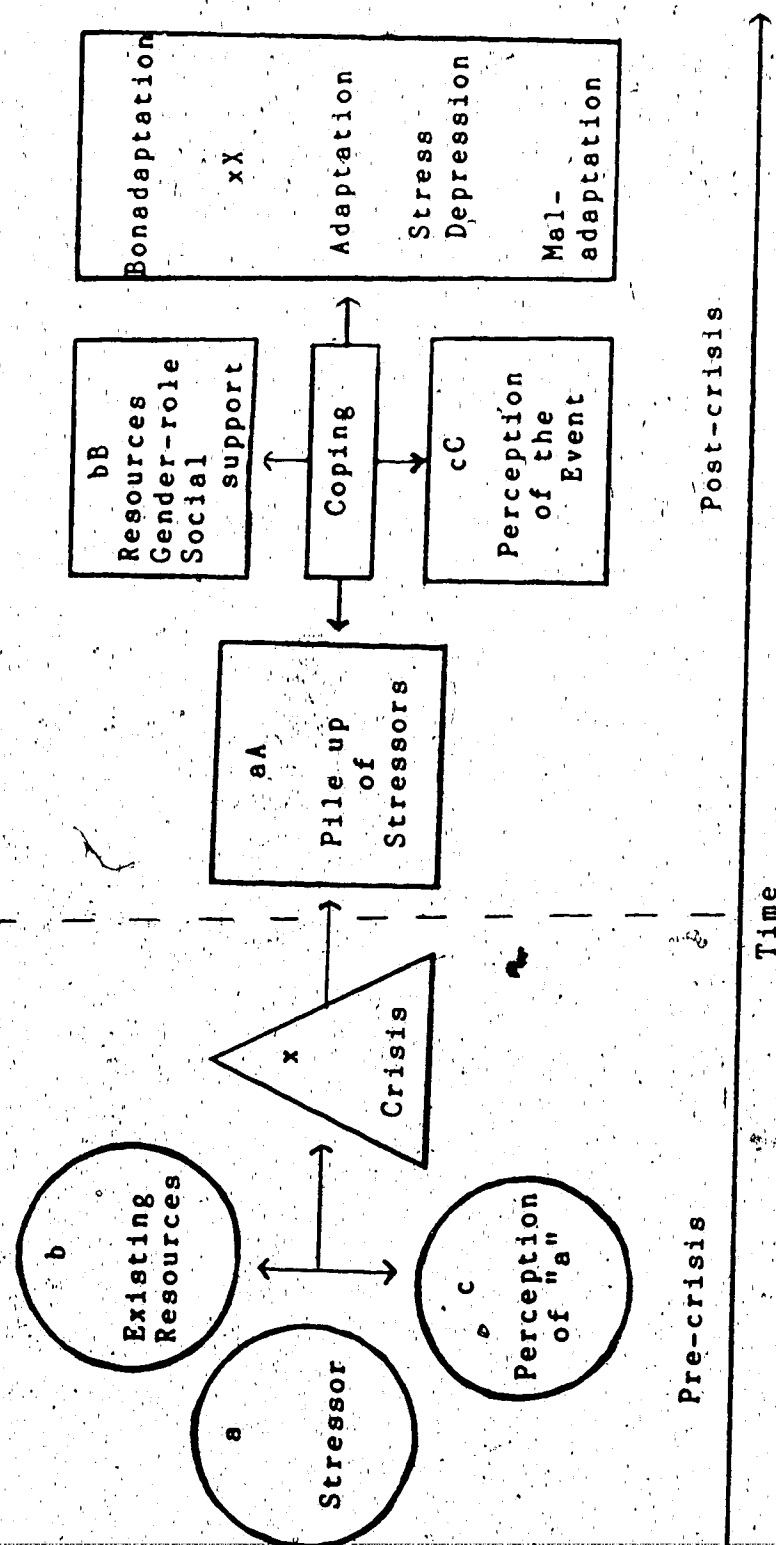 b
Existing
Resources
a
Stressor
c
Perception
of "a"
x
Crisis
aA
Pile up
of
Stressors
bB
Resources
Gender-role
Social
support
Coping
cC
Perception
of the
Event
Bonadaptation
xX
Adaptation
Stress
Depression
Mal-
adaptation
Pre-crisis
Post-crisis
Time